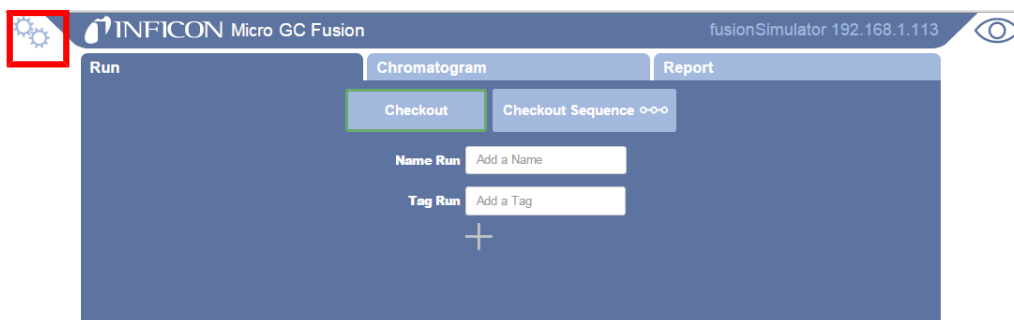 INFICON Micro GC Fusion fusionSimulator 192.168.1.113
Run Chromatogram Report
Checkout Checkout Sequence
Name Run Add a Name
Tag Run Add a Tag